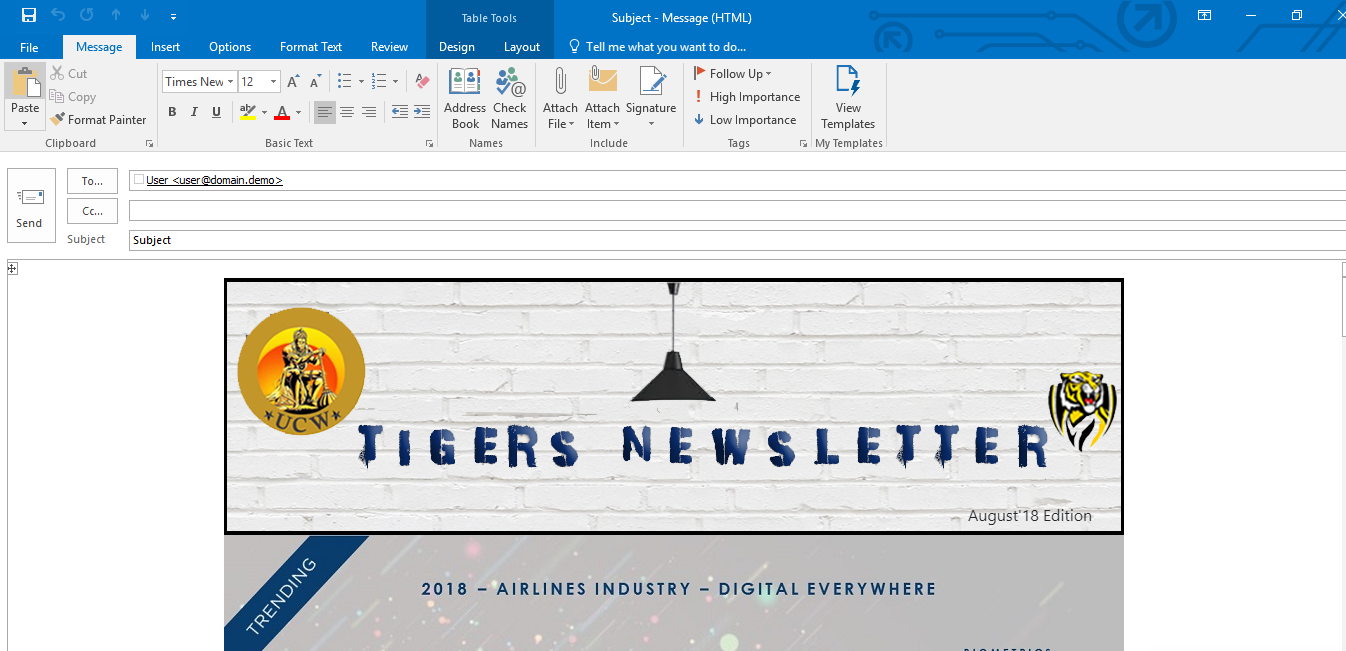 Table Tools
Subject - Message (HTML)
File
Message
Insert
Options
Format Text
Review
Design
Layout
Tell me what you want to do...
Paste
Cut
Copy
Format Painter
Clipboard
Times New
12
B I U
A
Basic Text
Address
Book
Check
Names
Names
Attach
File
Attach
Item
Signature
Include
Follow Up
High Importance
Low Importance
Tags
View
Templates
My Templates
Send
To...
User <user@domain.demo>
Cc...
Subject
Subject
UCW
TIGERS NEWSLETTER
August'18 Edition
TRENDING
2018 – AIRLINES INDUSTRY – DIGITAL EVERYWHERE